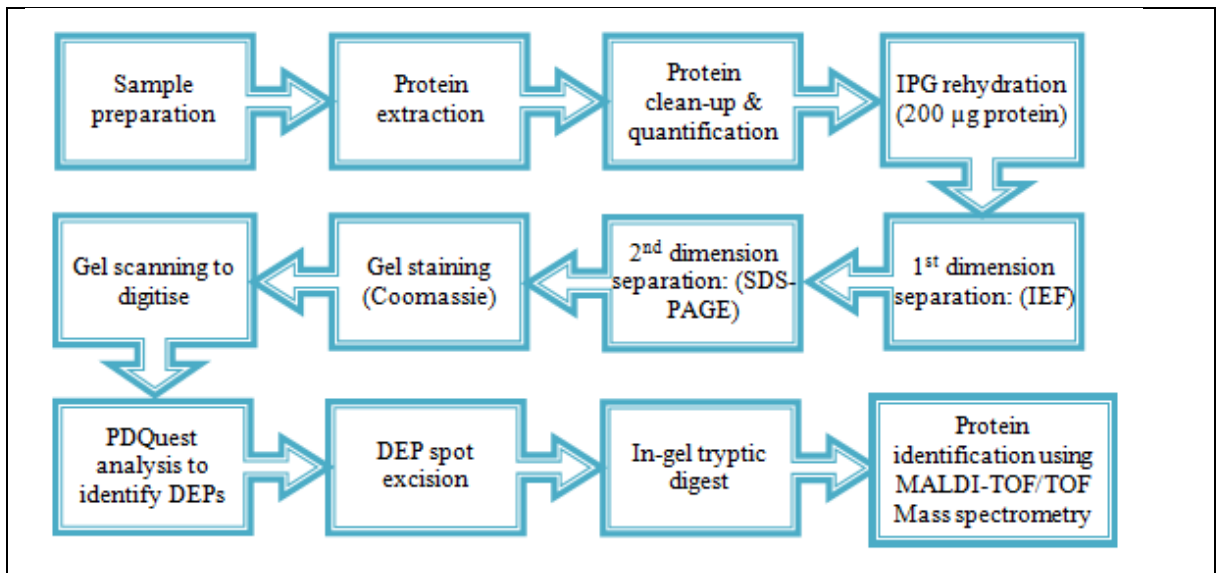 Sample
preparation
Protein
extraction
Protein
clean-up &
quantification
IPG rehydration
(200 µg protein)
1st dimension
separation: (IEF)
2nd dimension
separation: (SDS-
PAGE)
Gel staining
(Coomassie)
Gel scanning to
digitise
PDQuest
analysis to
identify DEPs
DEP spot
excision
In-gel tryptic
digest
Protein
identification using
MALDI-TOF/TOF
Mass spectrometry